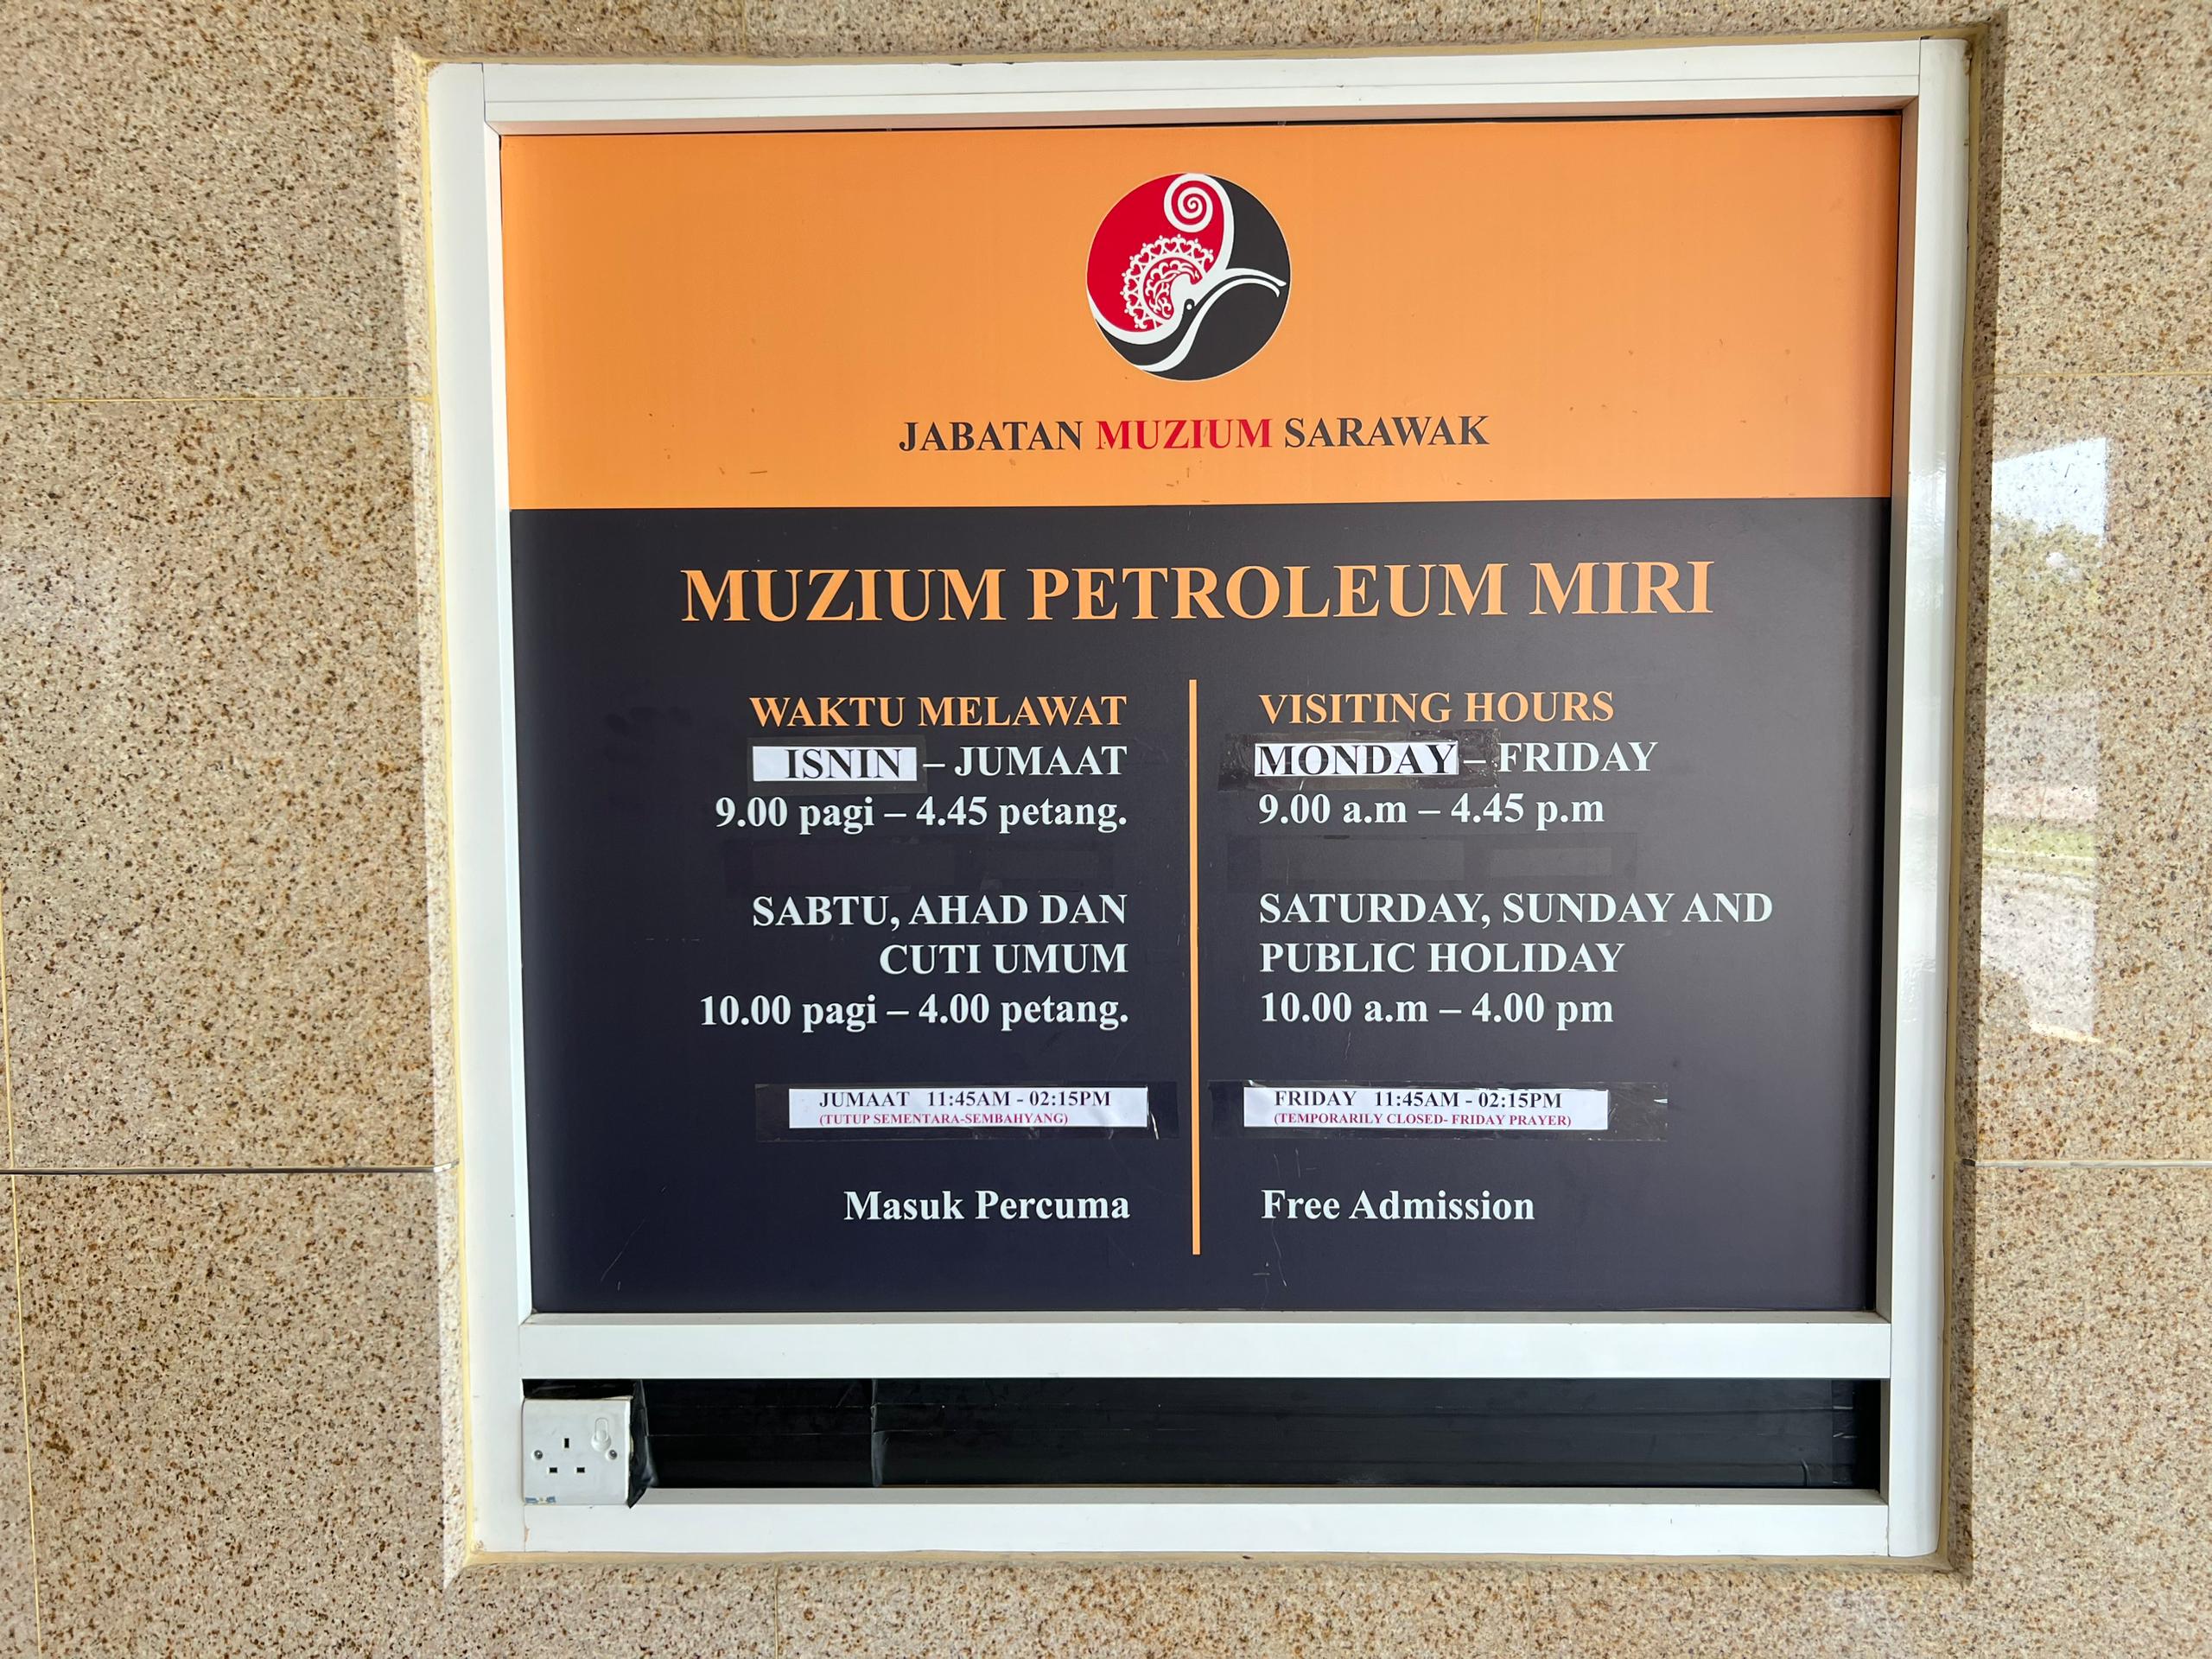 JABATAN MUZIUM SARAWAK
MUZIUM PETROLEUM MIRI
WAKTU MELAWAT
ISNIN – JUMAAT
9.00 pagi – 4.45 petang.
SABTU, AHAD DAN
CUTI UMUM
10.00 pagi – 4.00 petang.
JUMAAT 11:45AM - 02:15PM
(TUTUP SEMENTARA-SEMBAHYANG)
Masuk Percuma
VISITING HOURS
MONDAY – FRIDAY
9.00 a.m – 4.45 p.m
SATURDAY, SUNDAY AND
PUBLIC HOLIDAY
10.00 a.m – 4.00 pm
FRIDAY 11:45AM - 02:15PM
(TEMPORARILY CLOSED- FRIDAY PRAYER)
Free Admission